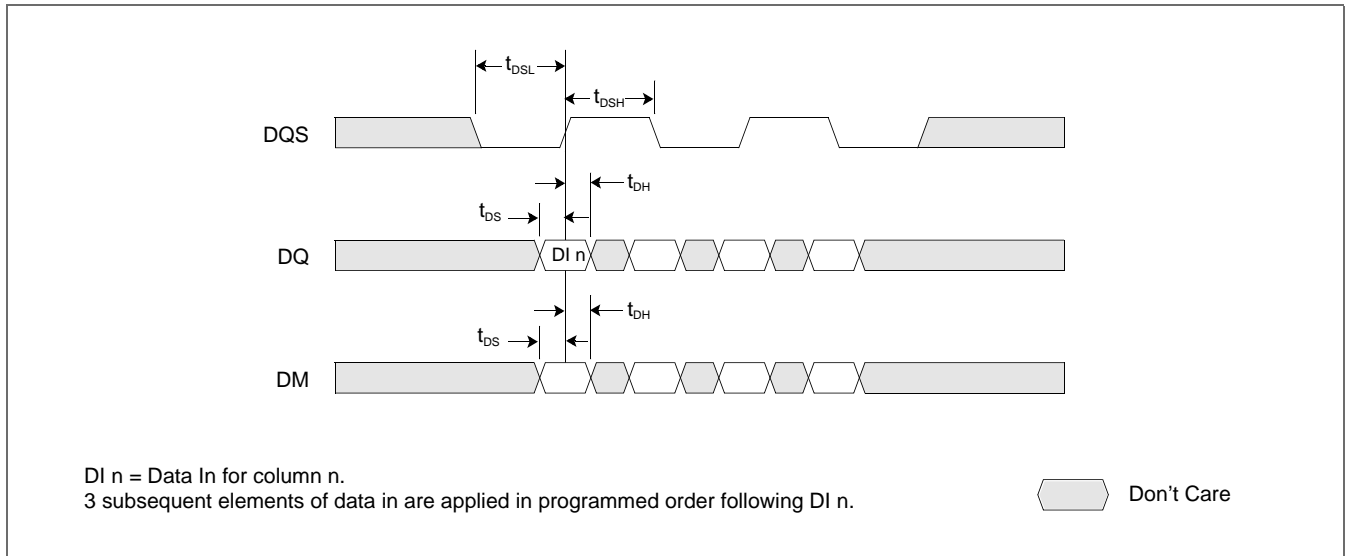 tDSL
tDSH
DQS
tDH
tDS
DQ
DI n
tDH
tDS
DM
DI n = Data In for column n.
3 subsequent elements of data in are applied in programmed order following DI n.
Don't Care